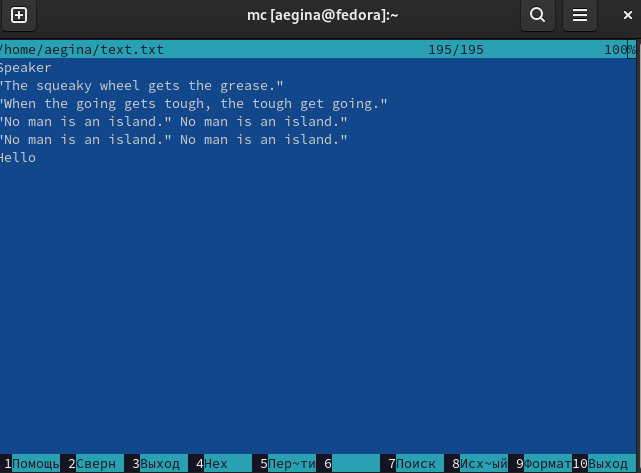 mc [aegina@fedora]:~
/home/aegina/text.txt 195/195 100%
Speaker
"The squeaky wheel gets the grease."
"When the going gets tough, the tough get going."
"No man is an island." No man is an island."
"No man is an island." No man is an island."
Hello
1Помощь 2Сверн 3Выход 4Hex 5Пер~ти 6 7Поиск 8Исх~ый 9Формат 10Выход